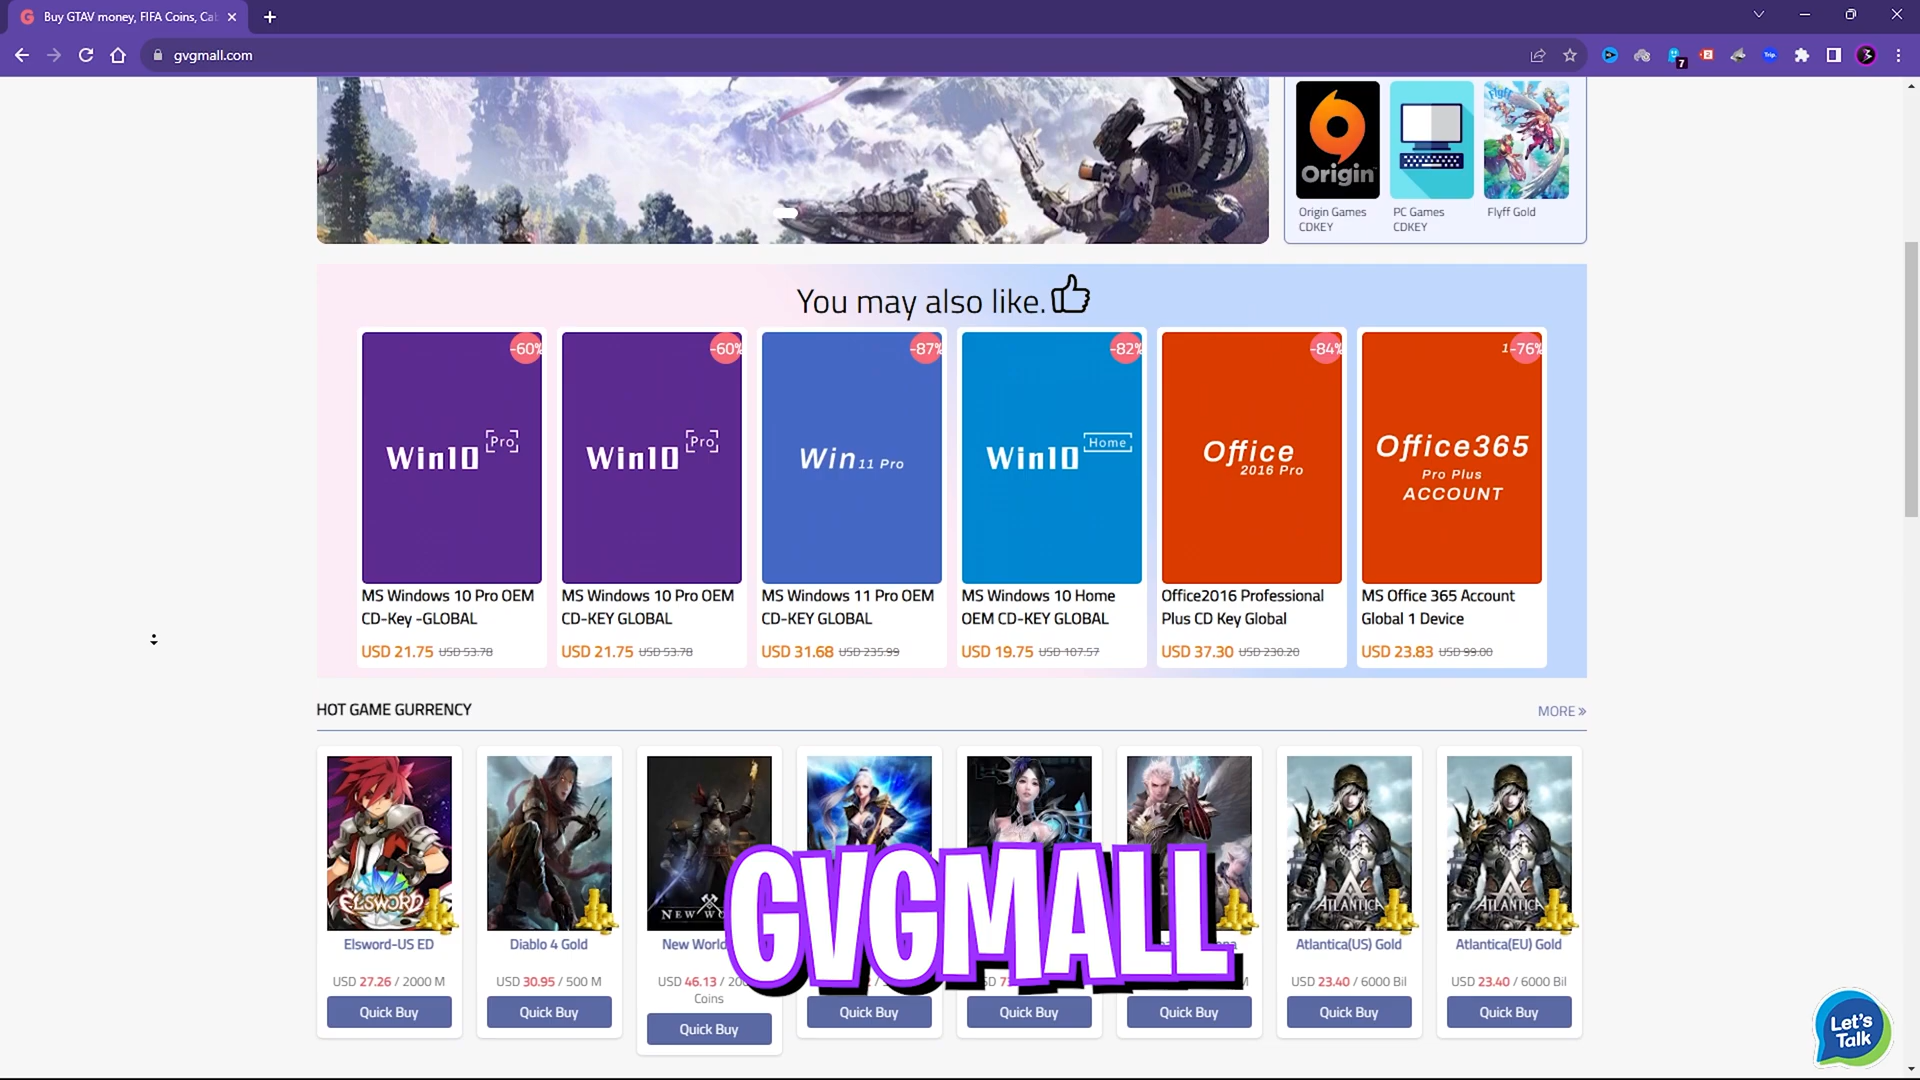 Buy GTAV money, FIFA Coins, Cab
gvgmall.com
7
Origin
Flyff
Origin Games
CDKEY
PC Games
CDKEY
Flyff Gold
You may also like.
-60%
-60%
-87%
-82%
-84%
-76%
Win10 Pro
Win10 Pro
Win 11 Pro
Win10 Home
Office
2016 Pro
Office365
Pro Plus
ACCOUNT
MS Windows 10 Pro OEM
CD-Key -GLOBAL
USD 21.75 USD 53.78
MS Windows 10 Pro OEM
CD-KEY GLOBAL
USD 21.75 USD 53.78
MS Windows 11 Pro OEM
CD-KEY GLOBAL
USD 31.68 USD 235.99
MS Windows 10 Home
OEM CD-KEY GLOBAL
USD 19.75 USD 107.57
Office2016 Professional
Plus CD Key Global
USD 37.30 USD 230.20
MS Office 365 Account
Global 1 Device
USD 23.83 USD 99.00
HOT GAME GURRENCY
MORE »
ELSWORD
NEW
ATLANTICA
ATLANTICA
GVGMALL
Elsword-US ED
USD 27.26 / 2000 M
Quick Buy
Diablo 4 Gold
USD 30.95 / 500 M
Quick Buy
New World
USD 46.13 /
Coins
Quick Buy
Quick Buy
Quick Buy
Quick Buy
Atlantica(US) Gold
USD 23.40 / 6000 Bil
Quick Buy
Atlantica(EU) Gold
USD 23.40 / 6000 Bil
Quick Buy
Let's
Talk